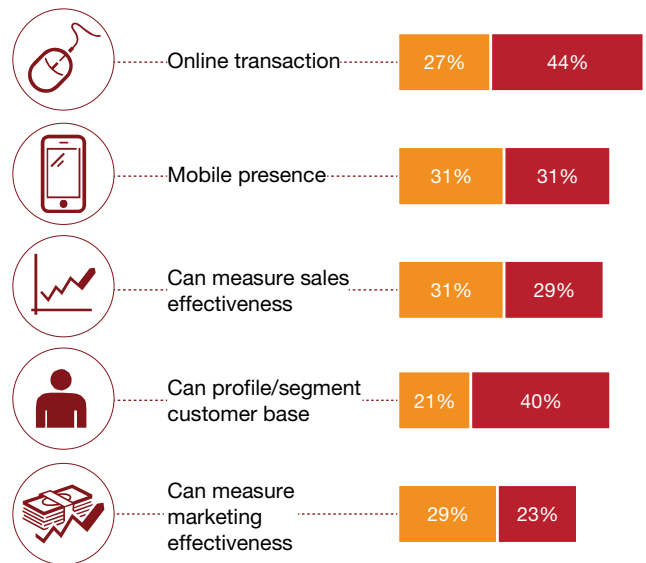 Online transaction
27% 44%
Mobile presence
31% 31%
Can measure sales
effectiveness
31% 29%
Can profile/segment
customer base
21% 40%
Can measure
marketing
effectiveness
29% 23%